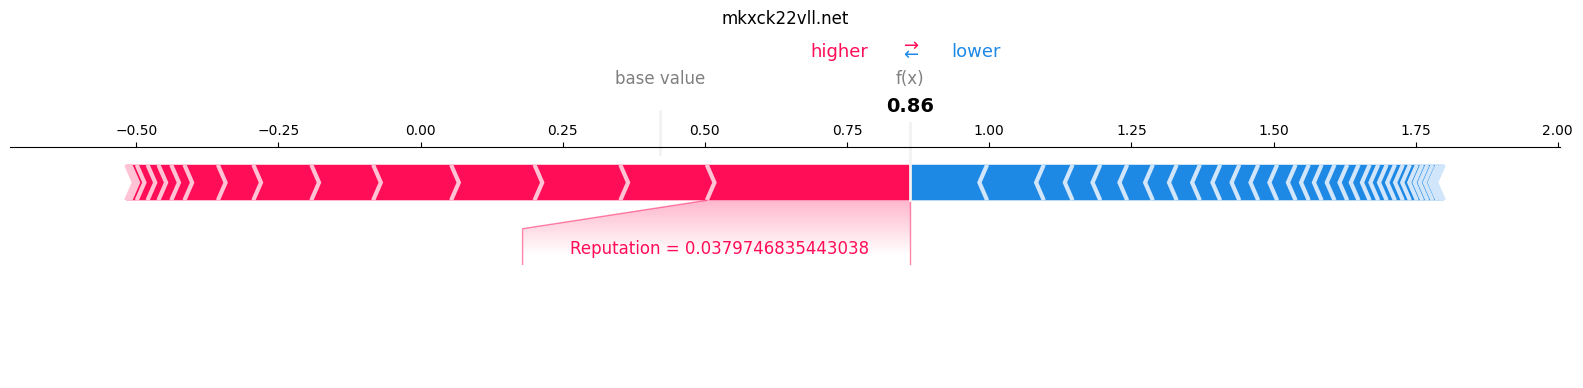 mkxck22vll.net
higher ⇄ lower
base value f(x)
0.86
−0.50 −0.25 0.00 0.25 0.50 0.75 1.00 1.25 1.50 1.75 2.00
Reputation = 0.0379746835443038